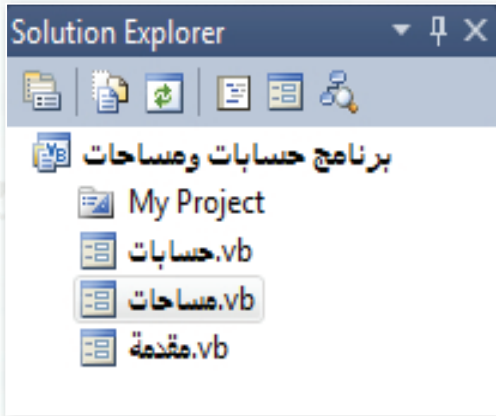 Solution Explorer
برنامج حسابات ومساحات
My Project
حسابات.vb
مساحات.vb
مقدمة.vb